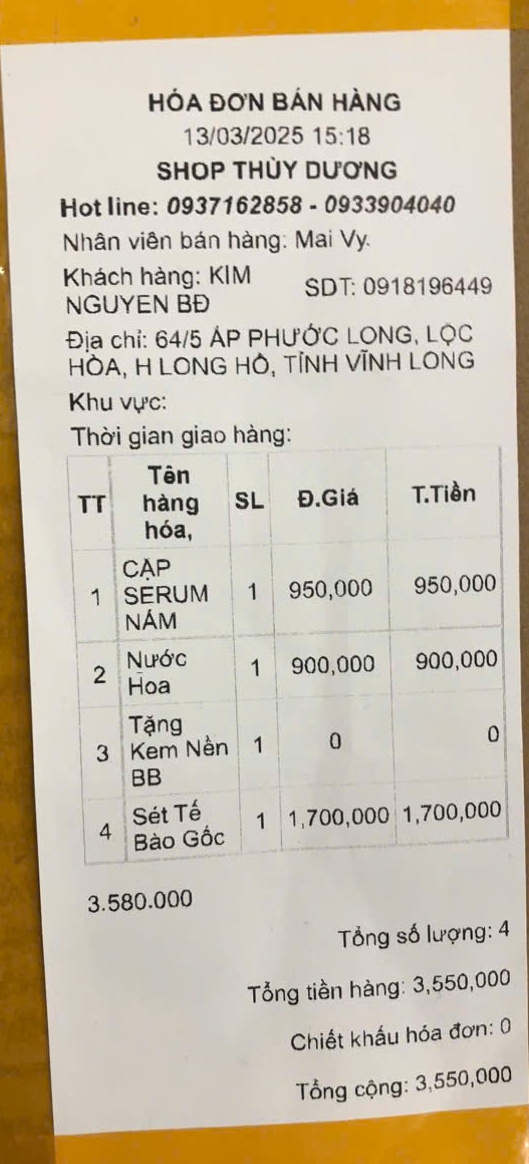 HÓA ĐƠN BÁN HÀNG
13/03/2025 15:18
SHOP THÙY DƯƠNG
Hot line: 0937162858 - 0933904040
Nhân viên bán hàng: Mai Vy.
Khách hàng: KIM NGUYEN BĐ SDT: 0918196449
Địa chỉ: 64/5 ẤP PHƯỚC LONG, LỘC
HÒA, H LONG HỒ, TỈNH VĨNH LONG
Khu vực:
Thời gian giao hàng:
TT Tên hàng hóa, SL Đ.Giá T.Tiền
1 CẶP SERUM NÁM 1 950,000 950,000
2 Nước Hoa 1 900,000 900,000
3 Tặng Kem Nền BB 1 0 0
4 Sét Tế Bào Gốc 1 1,700,000 1,700,000
3.580.000
Tổng số lượng: 4
Tổng tiền hàng: 3,550,000
Chiết khấu hóa đơn: 0
Tổng cộng: 3,550,000